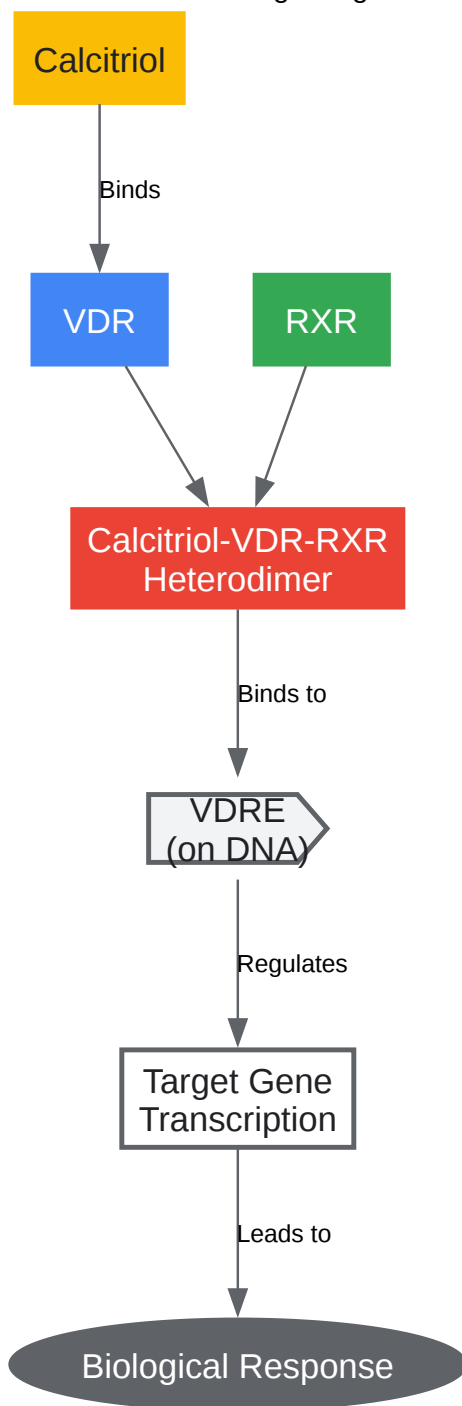 Calcitriol
Binds
VDR
RXR
Calcitriol-VDR-RXR
Heterodimer
Binds to
VDRE
(on DNA)
Regulates
Target Gene
Transcription
Leads to
Biological Response